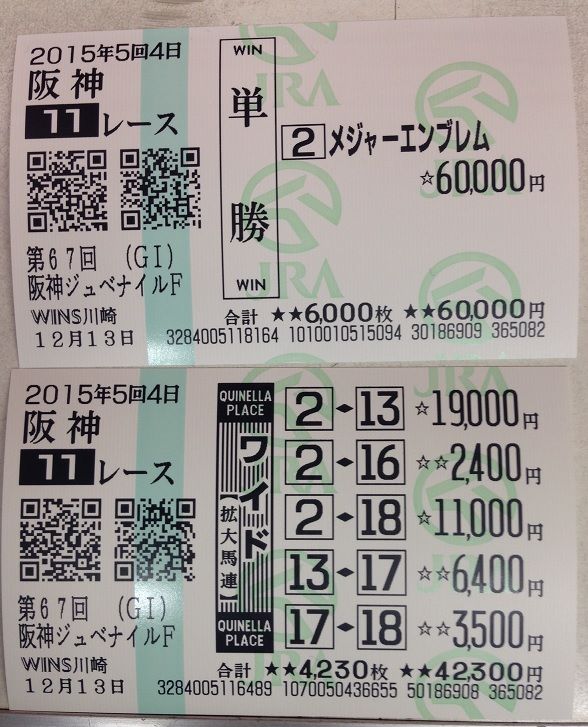 2015年5回4日
阪神
11レース
第67回 (GI)
阪神ジュベナイルF
WINS川崎
12月13日
WIN
単勝
WIN
2 メジャーエンブレム
☆60,000円
合計 ★★6,000枚 ★★60,000円
3284005118164 1010010515094 30186909 365082
JRA
JRA
JRA
JRA
2015年5回4日
阪神
11レース
第67回 (GI)
阪神ジュベナイルF
WINS川崎
12月13日
QUINELLA PLACE
ワイド
【拡大馬連】
QUINELLA PLACE
2 ◆ 13 ☆19,000円
2 ◆ 16 ☆☆2,400円
2 ◆ 18 ☆11,000円
13 ◆ 17 ☆☆6,400円
17 ◆ 18 ☆☆3,500円
合計 ★★4,230枚 ★★42,300円
3284005116489 1070050436655 50186908 365082